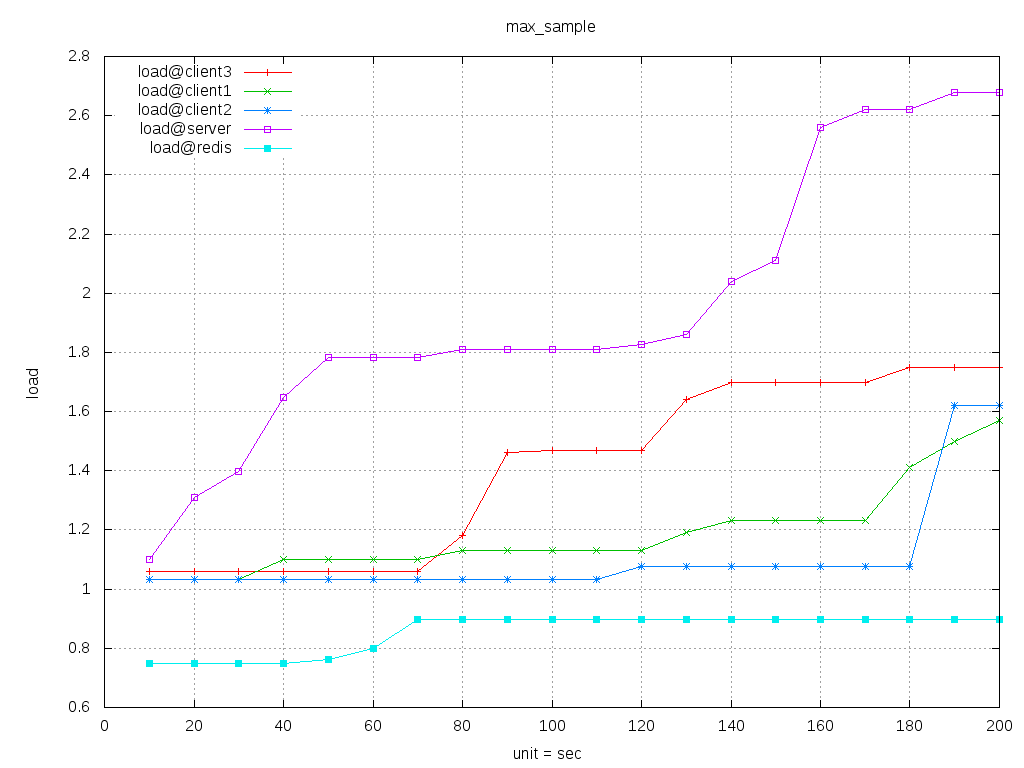 max_sample
load@client3
load@client1
load@client2
load@server
load@redis
2.8
2.6
2.4
2.2
2
1.8
1.6
1.4
1.2
1
0.8
0.6
load
0 20 40 60 80 100 120 140 160 180 200
unit = sec